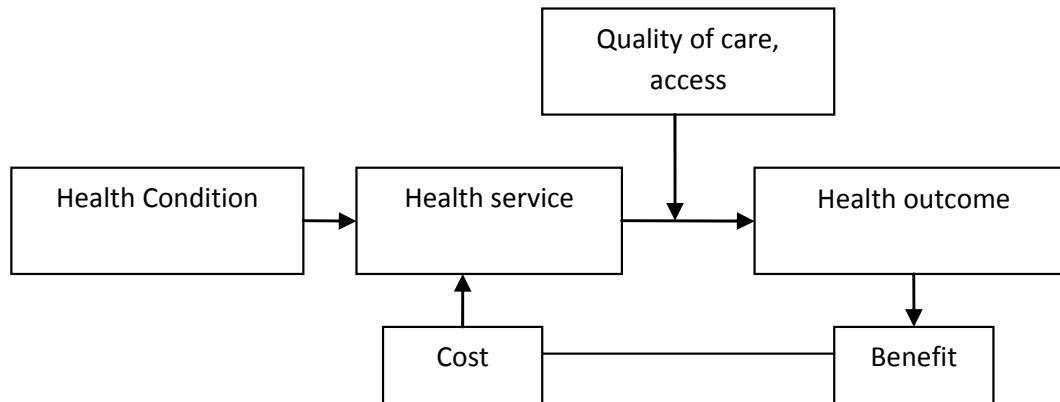 Quality of care,
access
Health Condition
Health service
Health outcome
Cost
Benefit